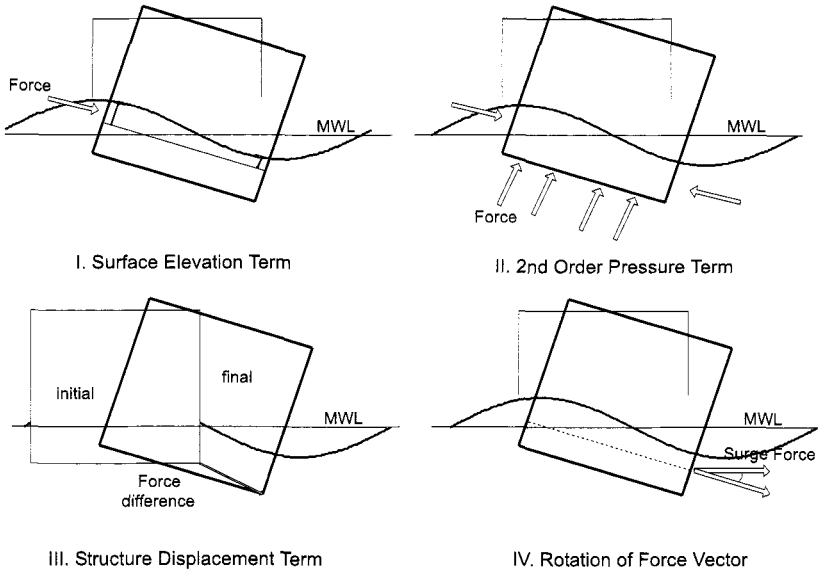 Force
MWL
I. Surface Elevation Term
MWL
Force
II. 2nd Order Pressure Term
initial
final
MWL
Force
difference
III. Structure Displacement Term
MWL
Surge Force
IV. Rotation of Force Vector